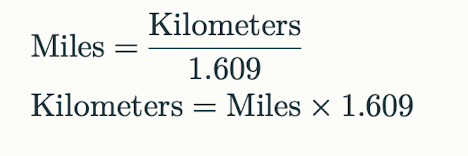 Miles = Kilometers / 1.609
Kilometers = Miles × 1.609